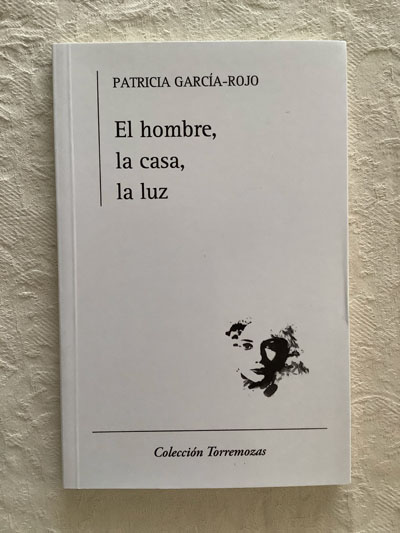 PATRICIA GARCÍA-ROJO
El hombre,
la casa,
la luz
Colección Torremozas